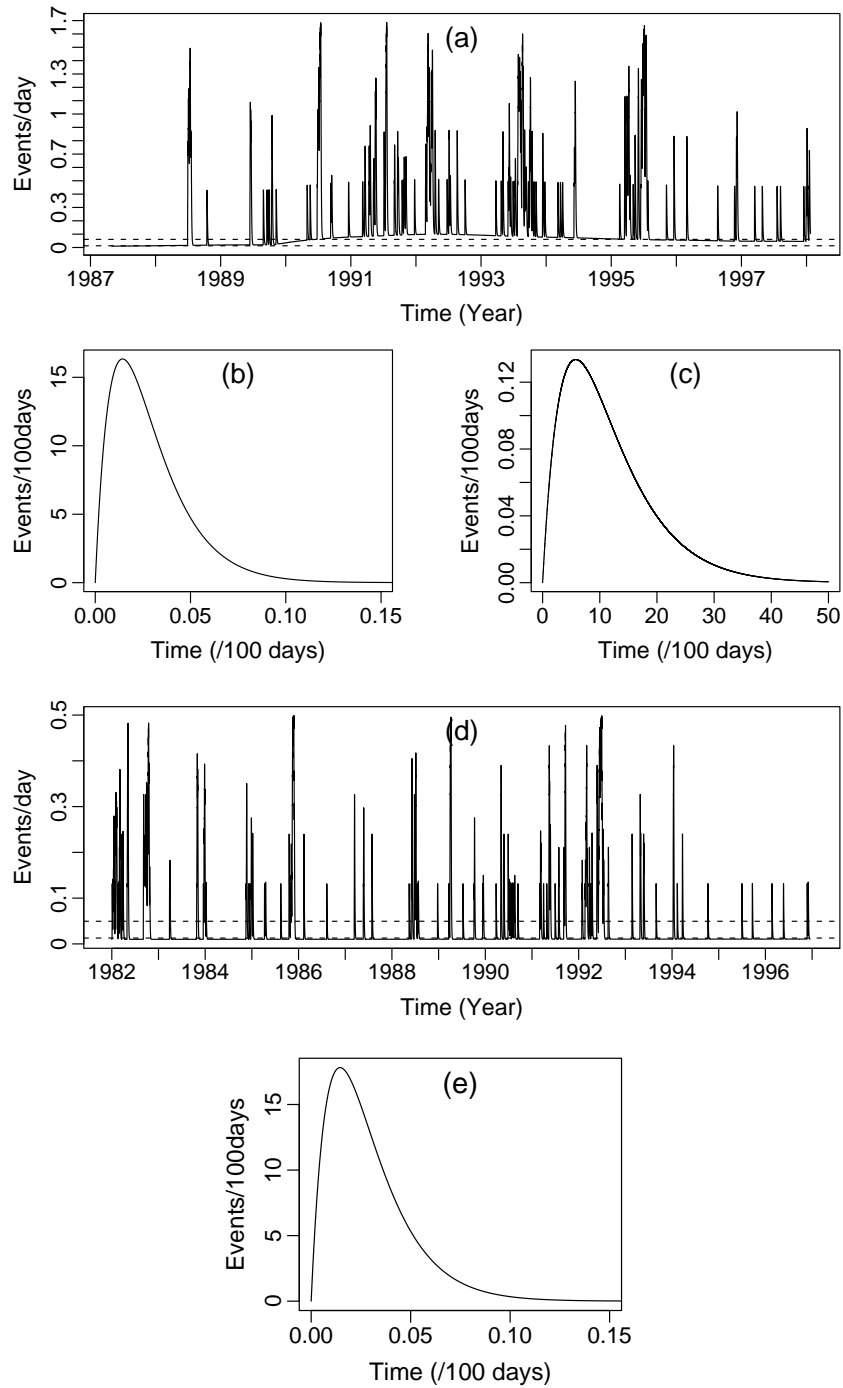 (a)
Events/day
1.7
1.3
1
0.7
0.3
0
1987 1989 1991 1993 1995 1997
Time (Year)
(b)
Events/100days
15
10
5
0
0.00 0.05 0.10 0.15
Time (/100 days)
(c)
Events/100days
0.12
0.08
0.04
0.00
0 10 20 30 40 50
Time (/100 days)
(d)
Events/day
0.5
0.3
0.1
0
1982 1984 1986 1988 1990 1992 1994 1996
Time (Year)
(e)
Events/100days
15
10
5
0
0.00 0.05 0.10 0.15
Time (/100 days)